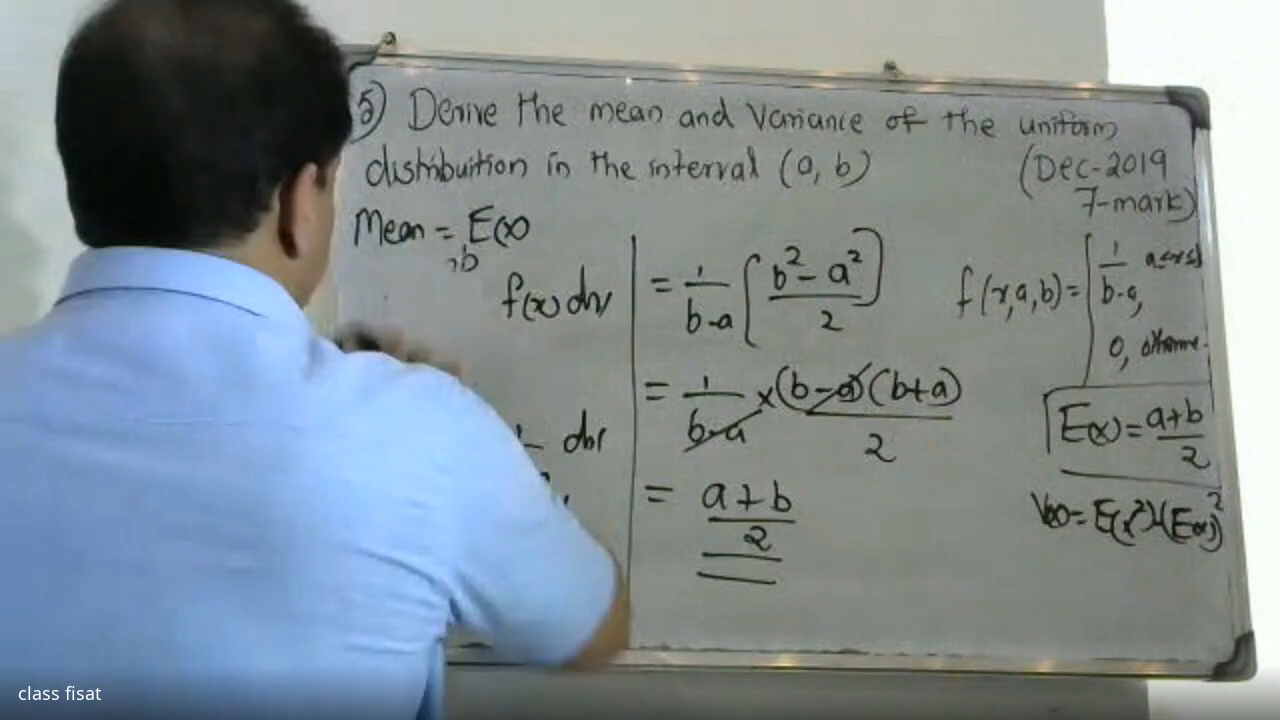 5) Derive the mean and Variance of the uniform
distribuition in the interval (a, b)
(Dec-2019
7-mark)
Mean = E(x)
b
f(x) dx
dx
= 1/(b-a) [(b² - a²)/2]
= 1/(b-a) × (b-a)(b+a)/2
= (a+b)/2
f(x,a,b) = { 1/(b-a), a<x<b
0, otherwise.
E(x) = (a+b)/2
V(x) = E(x²)-(E(x))²
class fisat